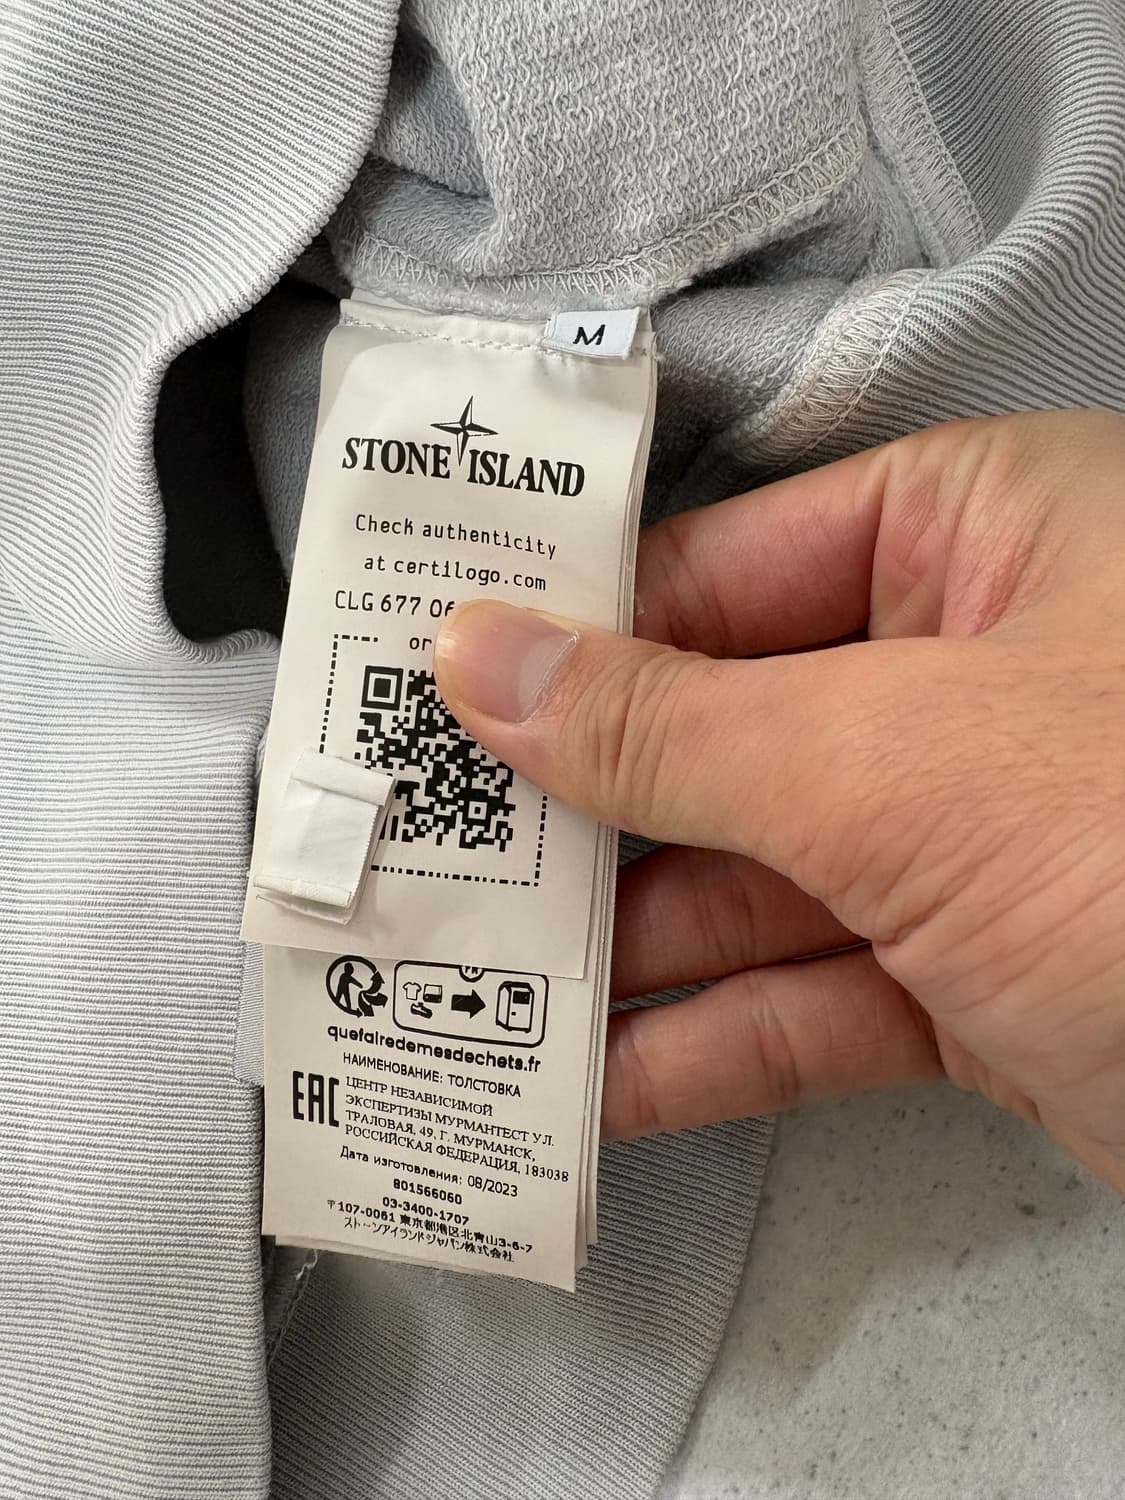 M
STONE ISLAND
Check authenticity
at certilogo.com
CLG 677 06
or
FR
quefairedemesdechets.fr
НАИМЕНОВАНИЕ: ТОЛСТОВКА
EAC
ЦЕНТР НЕЗАВИСИМОЙ
ЭКСПЕРТИЗЫ МУРМАНТЕСТ УЛ.
ТРАЛОВАЯ, 49, Г. МУРМАНСК,
РОССИЙСКАЯ ФЕДЕРАЦИЯ, 183038
Дата изготовления: 08/2023
801566060
03-3400-1707
〒107-0061 東京都港区北青山3-6-7
ストーンアイランドジャパン株式会社